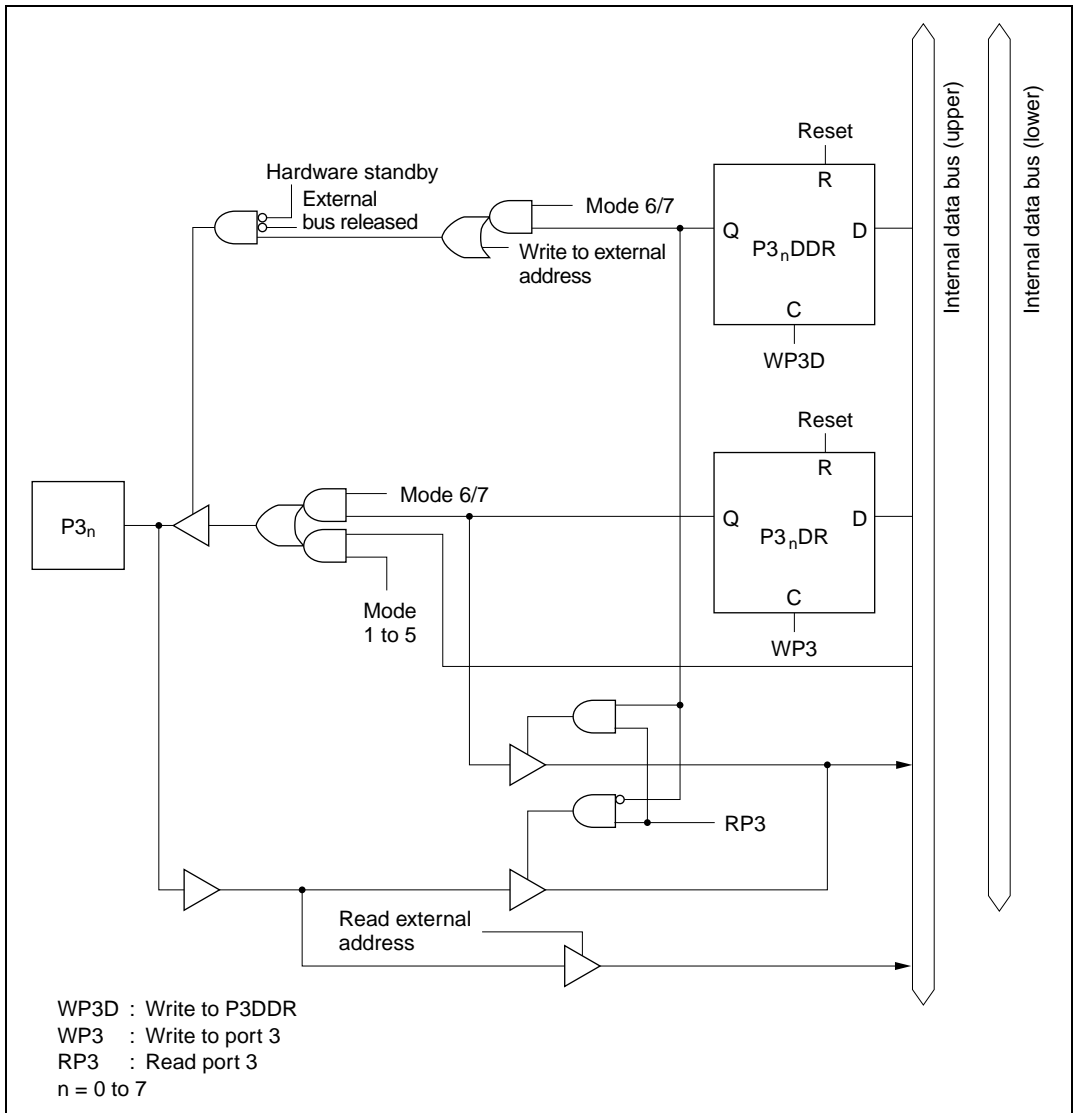 Reset
Hardware standby
External
bus released
Mode 6/7
Write to external
address
R
Q
D
P3nDDR
C
WP3D
Internal data bus (upper)
Internal data bus (lower)
Reset
R
Mode 6/7
P3n
Q
D
P3nDR
C
WP3
Mode
1 to 5
RP3
Read external
address
WP3D : Write to P3DDR
WP3 : Write to port 3
RP3 : Read port 3
n = 0 to 7